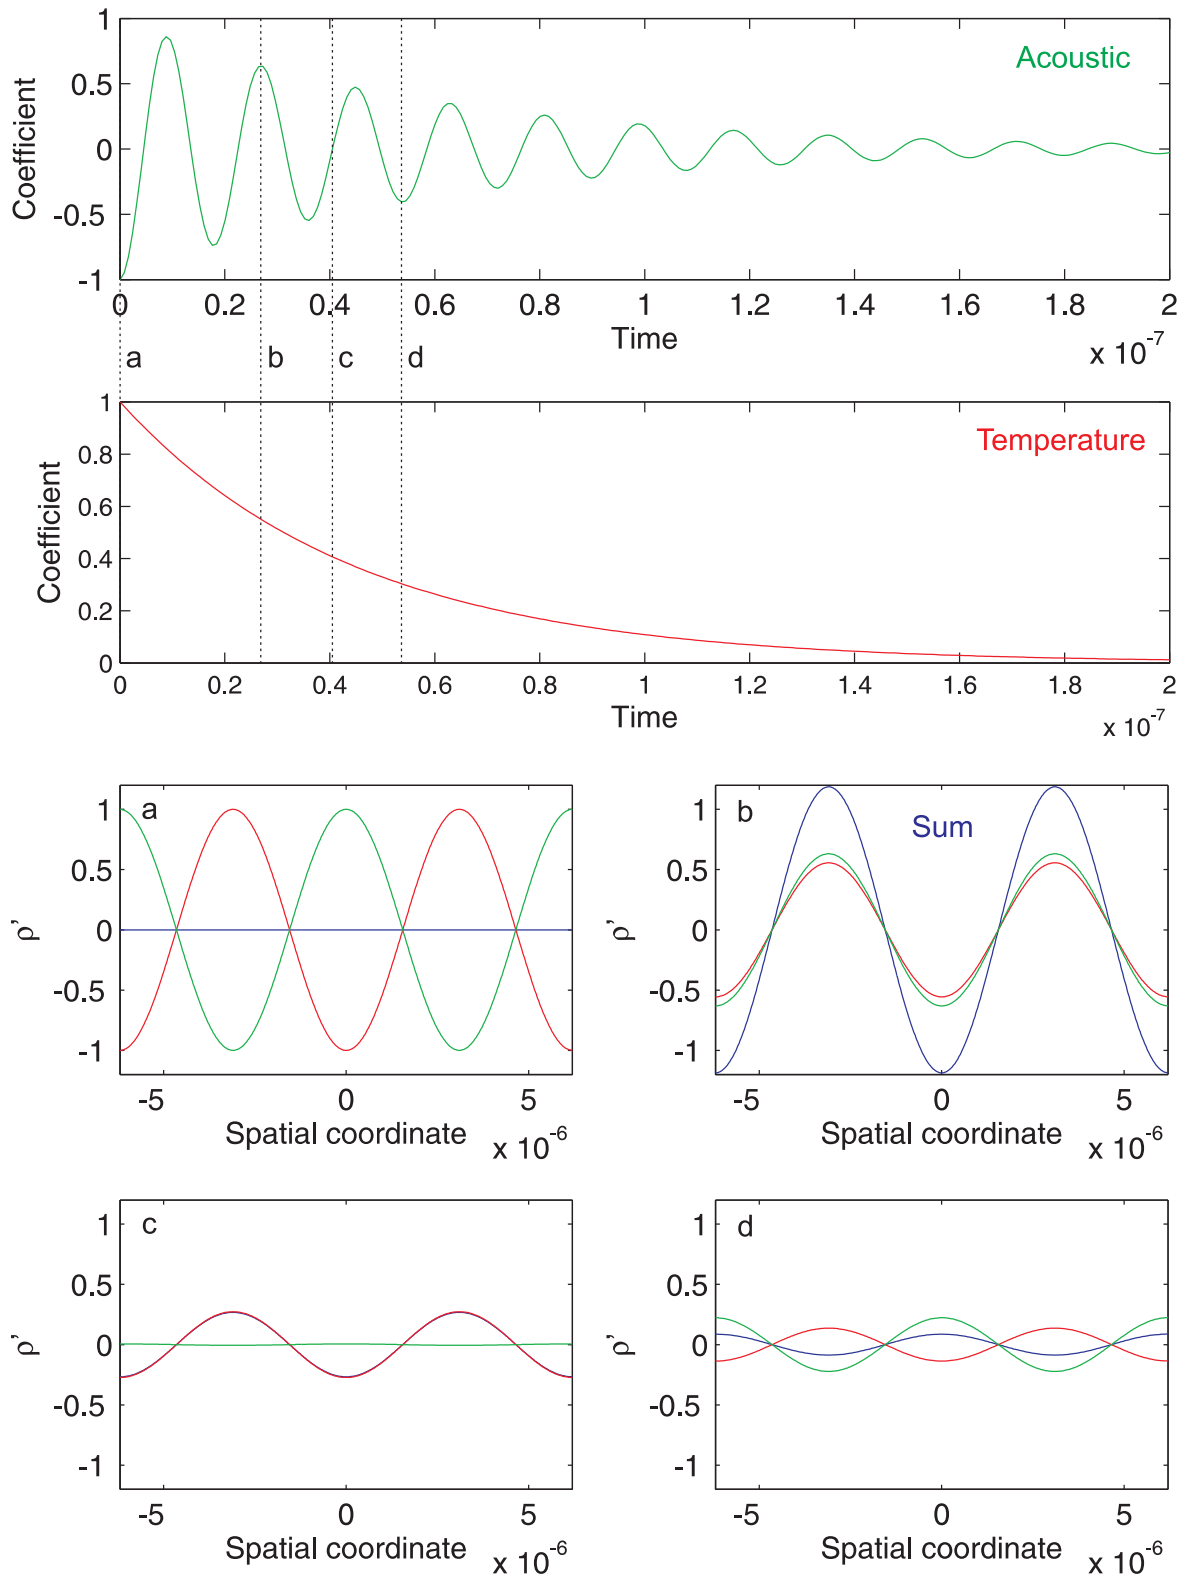 1
0.5
0
-0.5
-1
Coefficient
Acoustic
0 0.2 0.4 0.6 0.8 1 1.2 1.4 1.6 1.8 2
Time
x 10-7
a b c d
1
0.8
0.6
0.4
0.2
0
Coefficient
Temperature
0 0.2 0.4 0.6 0.8 1 1.2 1.4 1.6 1.8 2
Time
x 10-7
a
1
0.5
0
-0.5
-1
ρ’
-5 0 5
Spatial coordinate
x 10-6
b
Sum
1
0.5
0
-0.5
-1
ρ’
-5 0 5
Spatial coordinate
x 10-6
c
1
0.5
0
-0.5
-1
ρ’
-5 0 5
Spatial coordinate
x 10-6
d
1
0.5
0
-0.5
-1
ρ’
-5 0 5
Spatial coordinate
x 10-6